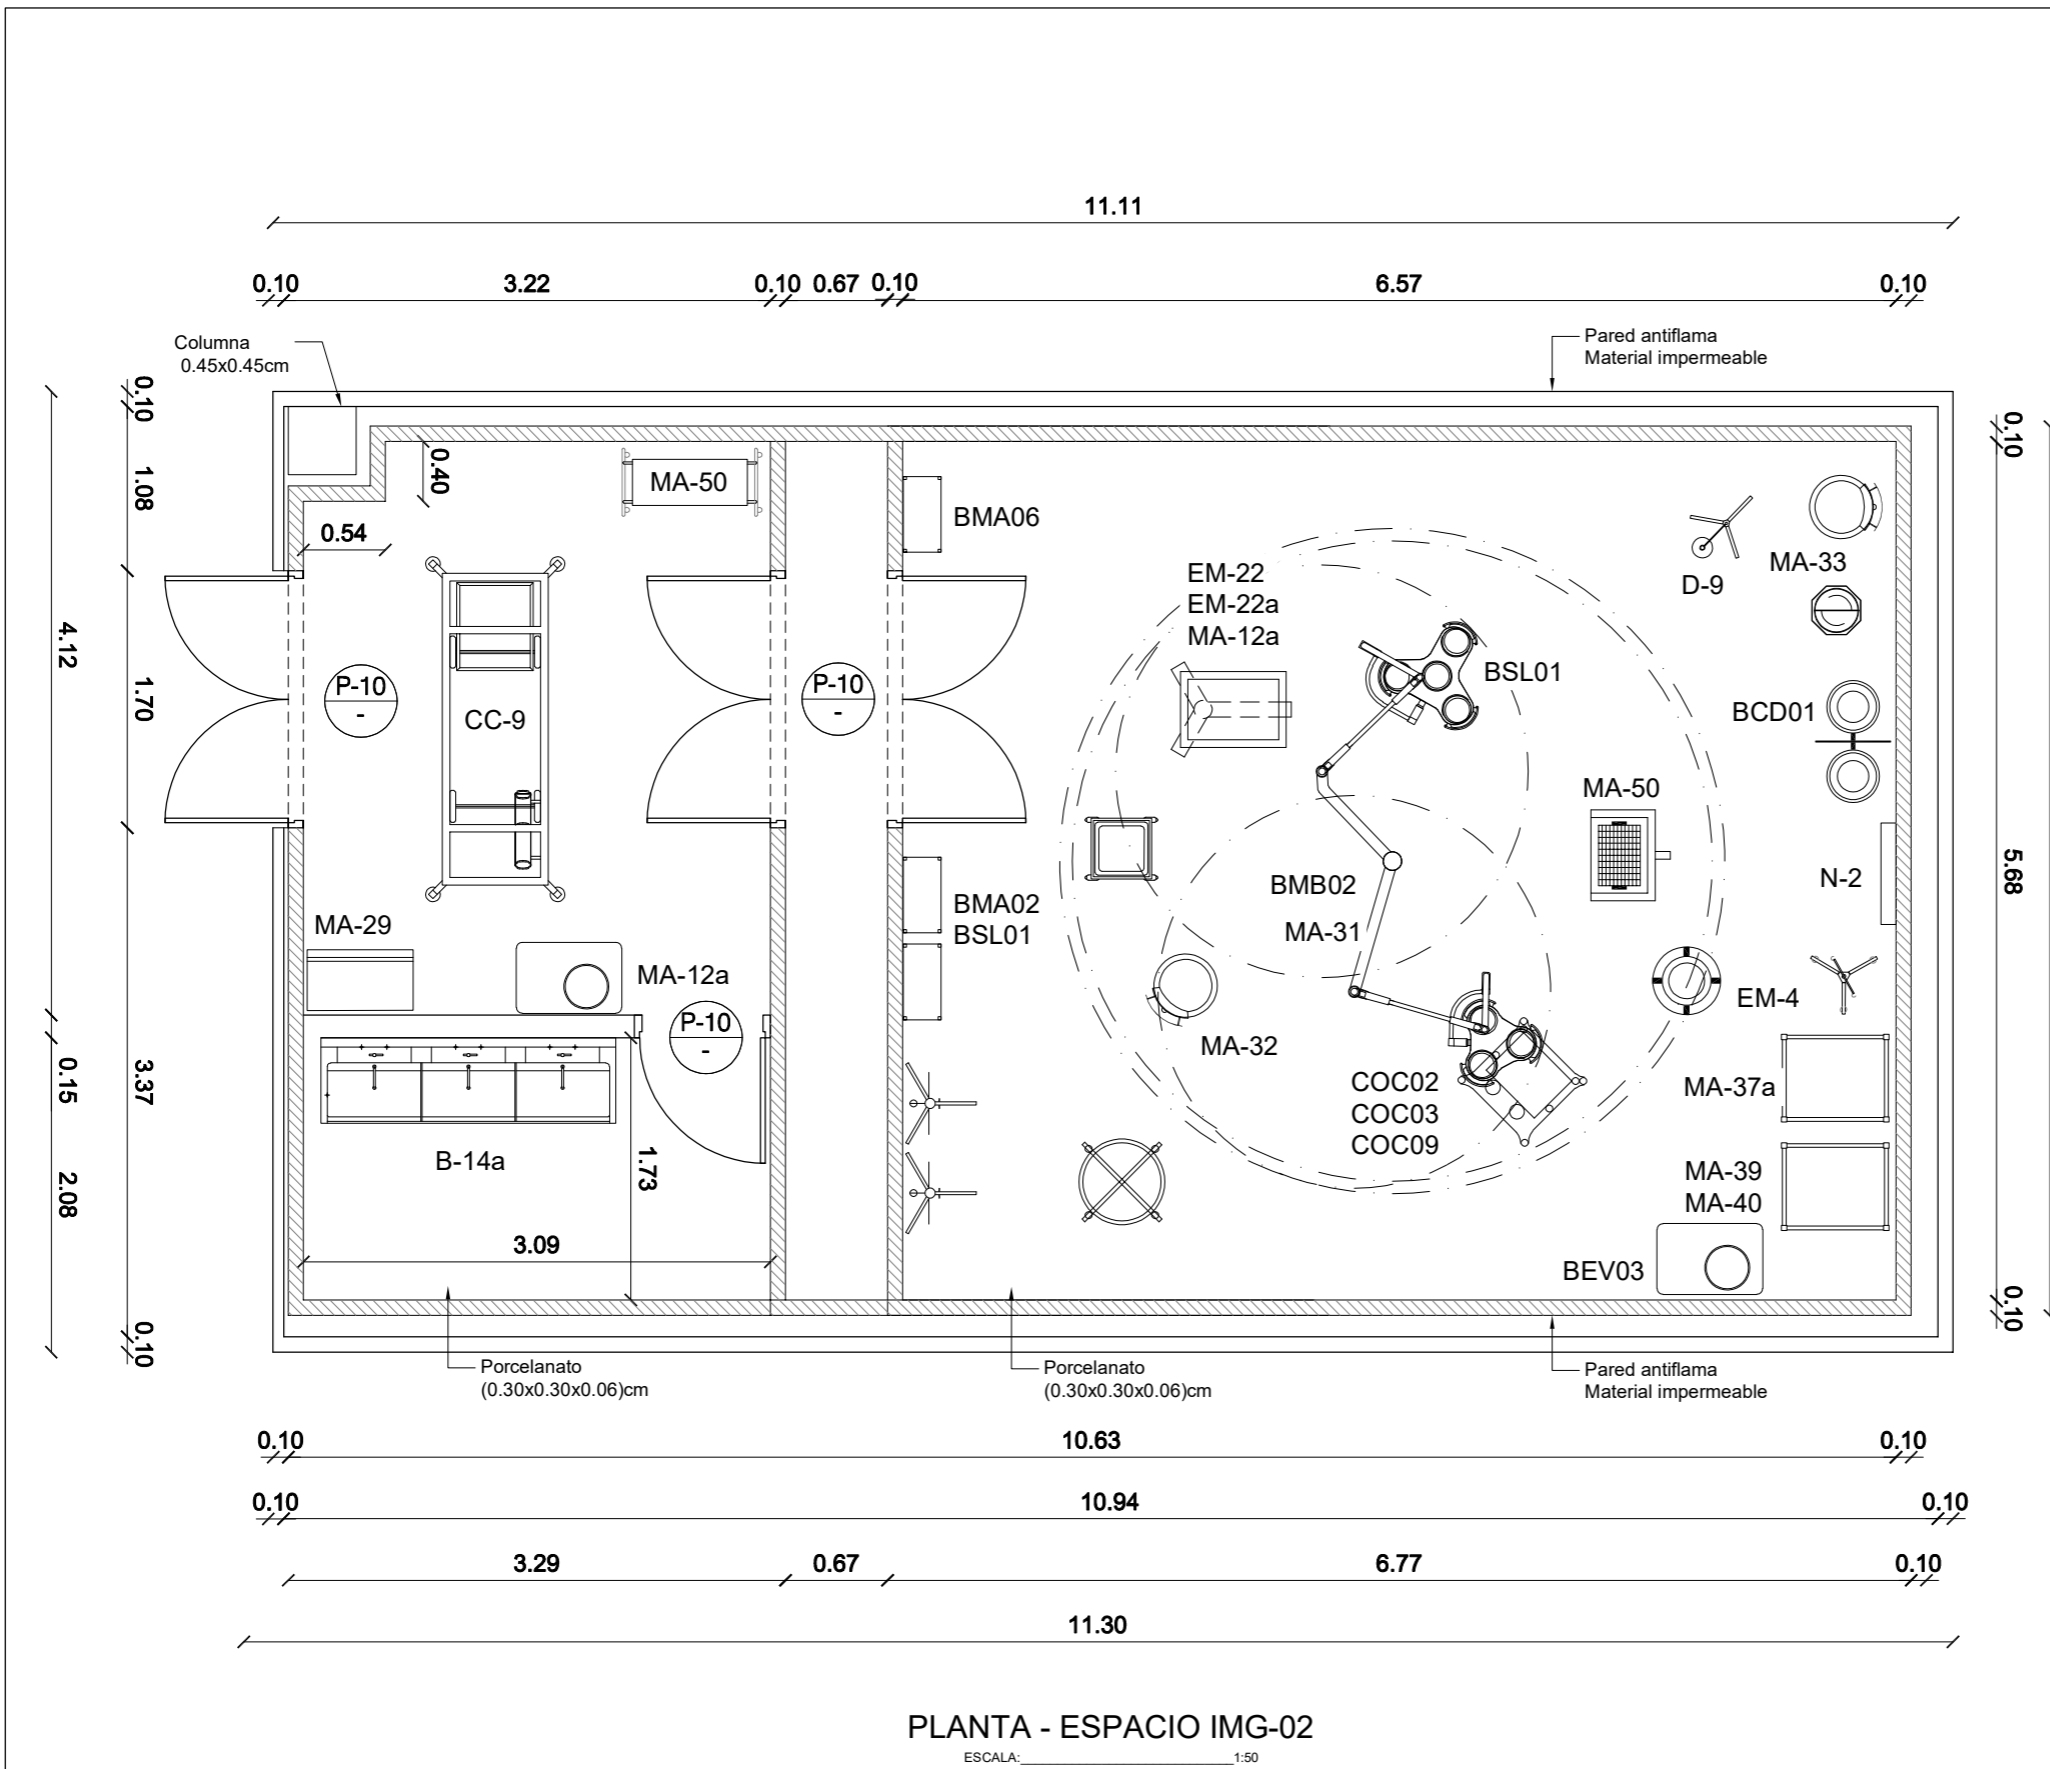 11.11
0.10
3.22
0.10
0.67
0.10
6.57
0.10
Columna
0.45x0.45cm
Pared antiflama
Material impermeable
0.10
1.08
1.70
3.37
0.10
4.12
0.15
2.08
0.40
0.54
MA-50
BMA06
EM-22
EM-22a
MA-12a
BSL01
D-9
MA-33
BCD01
P-10
-
CC-9
P-10
-
MA-50
N-2
0.10
5.68
0.10
MA-29
MA-12a
P-10
-
BMA02
BSL01
BMB02
MA-31
MA-32
EM-4
COC02
COC03
COC09
MA-37a
MA-39
MA-40
BEV03
B-14a
1.73
3.09
Porcelanato
(0.30x0.30x0.06)cm
Porcelanato
(0.30x0.30x0.06)cm
Pared antiflama
Material impermeable
0.10
10.63
0.10
0.10
10.94
0.10
3.29
0.67
6.77
0.10
11.30
PLANTA - ESPACIO IMG-02
ESCALA:______________________________1:50